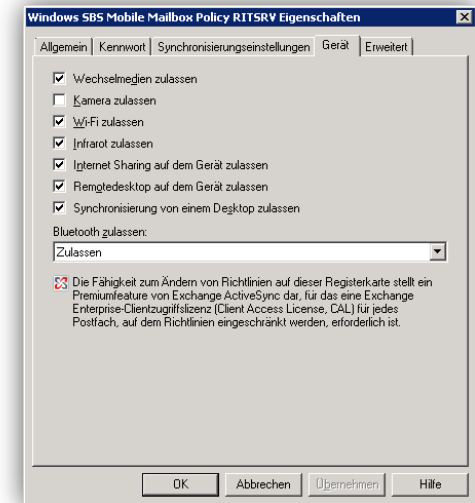 Windows SBS Mobile Mailbox Policy RITSRV Eigenschaften
Allgemein Kennwort Synchronisierungseinstellungen Gerät Erweitert
Wechselmedien zulassen
Kamera zulassen
Wi-Fi zulassen
Infrarot zulassen
Internet Sharing auf dem Gerät zulassen
Remotedesktop auf dem Gerät zulassen
Synchronisierung von einem Desktop zulassen
Bluetooth zulassen:
Zulassen
Die Fähigkeit zum Ändern von Richtlinien auf dieser Registerkarte stellt ein
Premiumfeature von Exchange ActiveSync dar, für das eine Exchange
Enterprise-Clientzugriffslizenz (Client Access License, CAL) für jedes
Postfach, auf dem Richtlinien eingeschränkt werden, erforderlich ist.
OK Abbrechen Übernehmen Hilfe